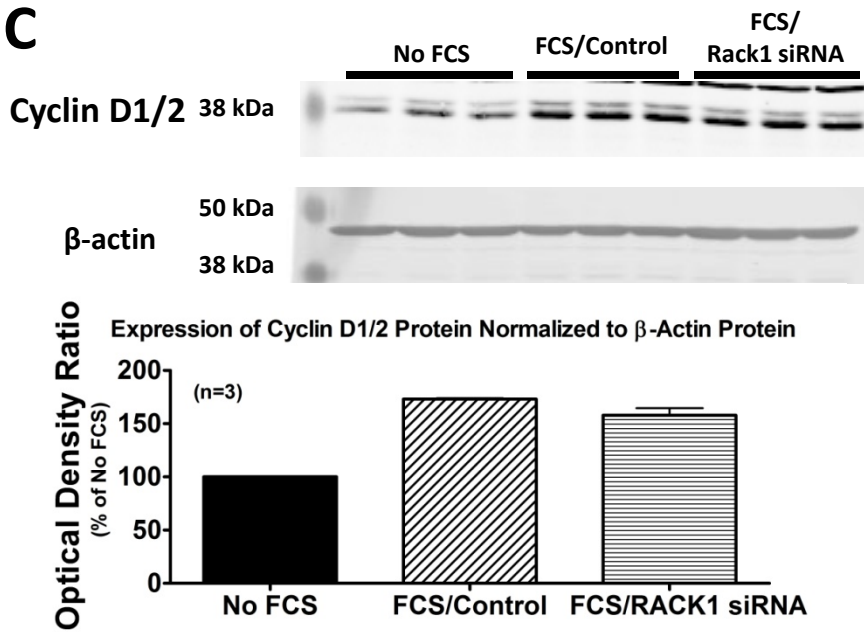 C
No FCS
FCS/Control
FCS/
Rack1 siRNA
Cyclin D1/2
38 kDa
50 kDa
β-actin
38 kDa
Expression of Cyclin D1/2 Protein Normalized to β-Actin Protein
Optical Density Ratio
(% of No FCS)
200
150
100
50
0
(n=3)
No FCS
FCS/Control
FCS/RACK1 siRNA